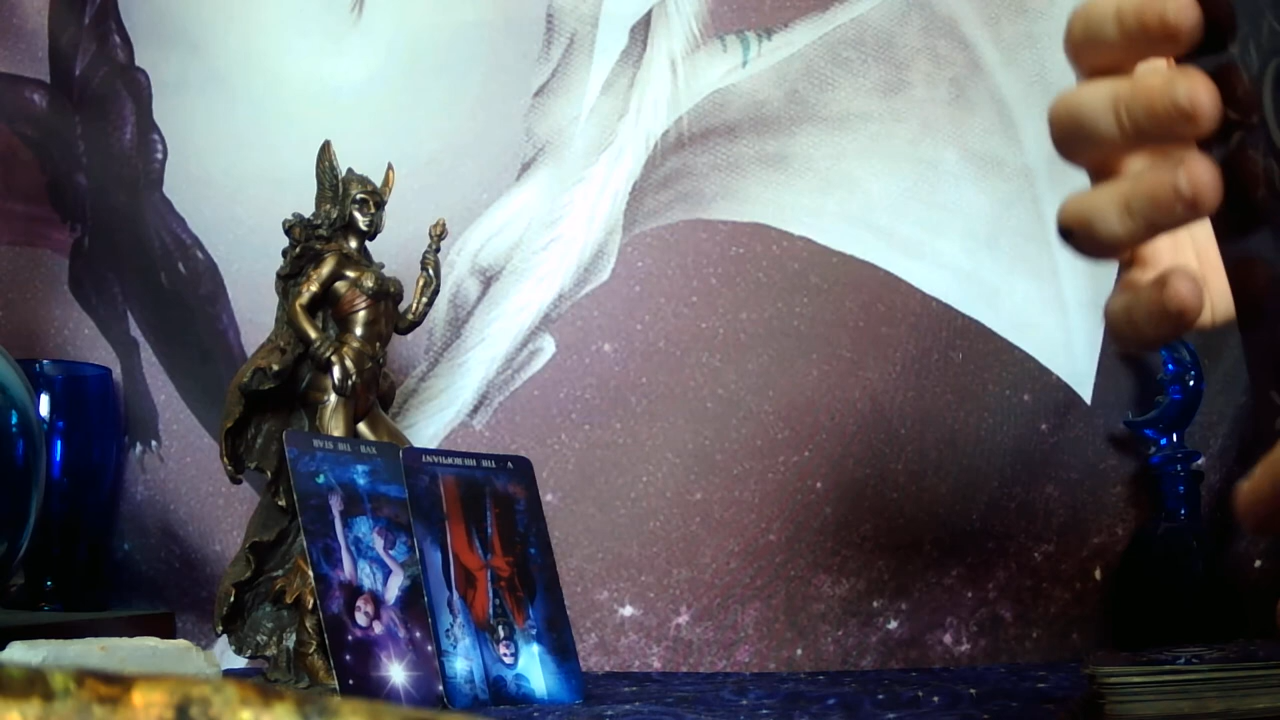 XVII · THE STAR
V · THE HIEROPHANT